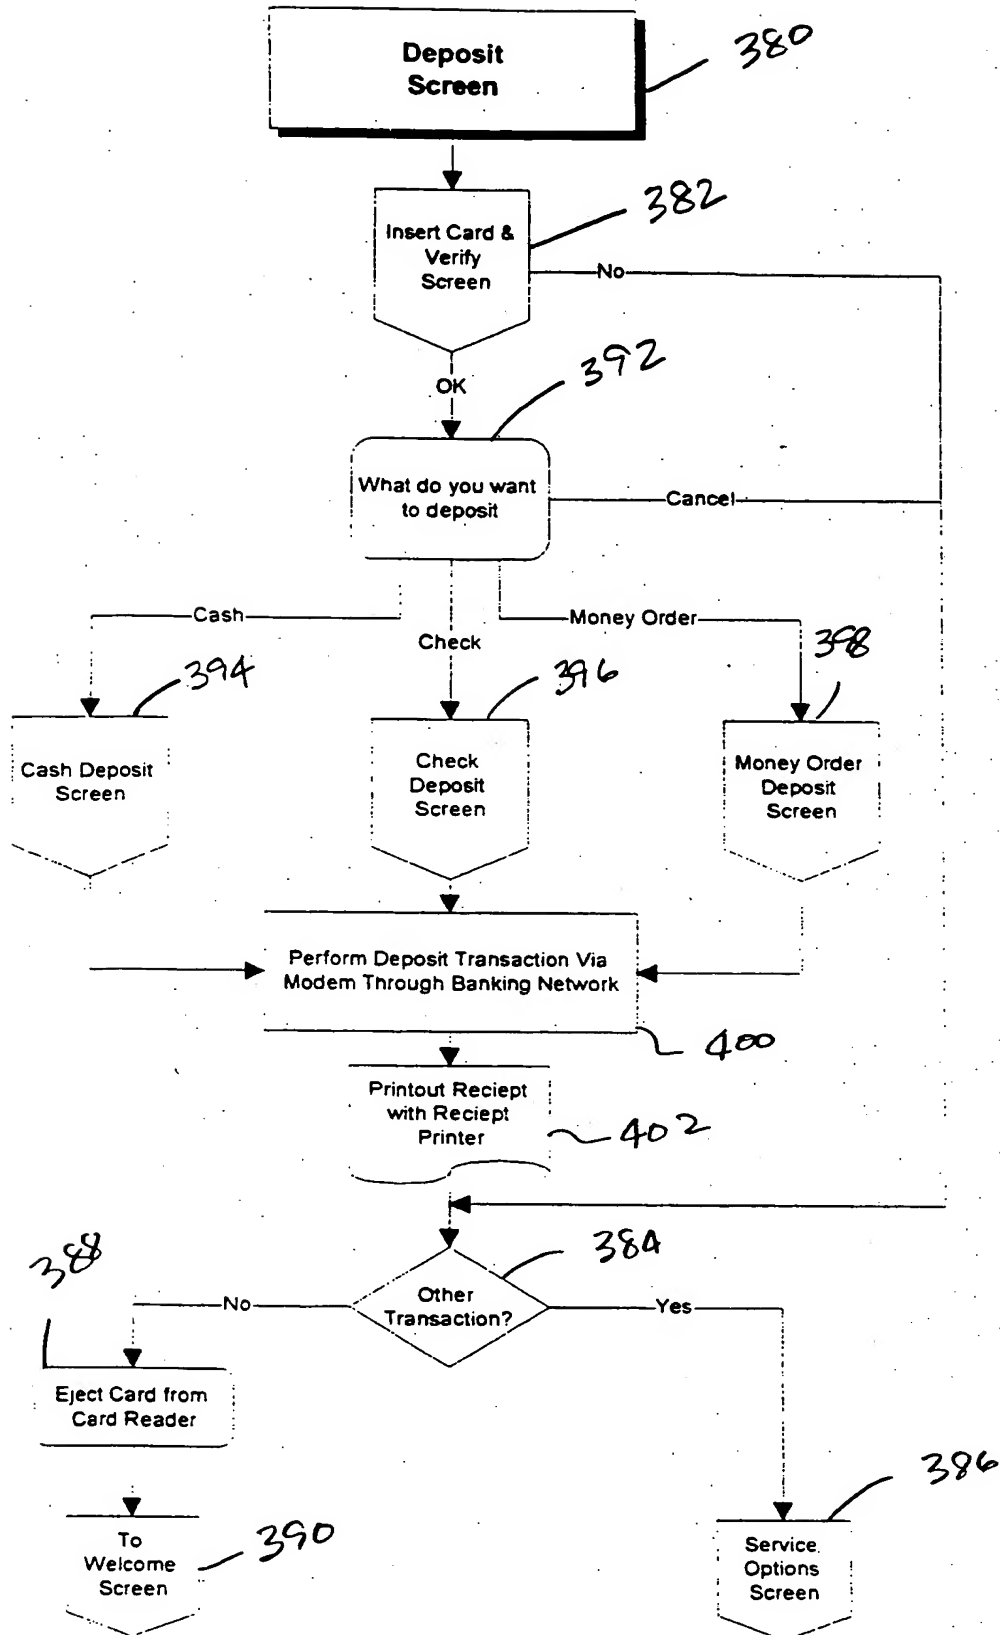 Deposit
Screen
380
Insert Card &
Verify
Screen
382
No
OK
392
What do you want
to deposit
Cancel
Cash
Check
Money Order
394
396
398
Cash Deposit
Screen
Check
Deposit
Screen
Money Order
Deposit
Screen
Perform Deposit Transaction Via
Modem Through Banking Network
400
Printout Reciept
with Reciept
Printer
402
384
388
Other
Transaction?
No
Yes
Eject Card from
Card Reader
386
To
Welcome
Screen
390
Service
Options
Screen